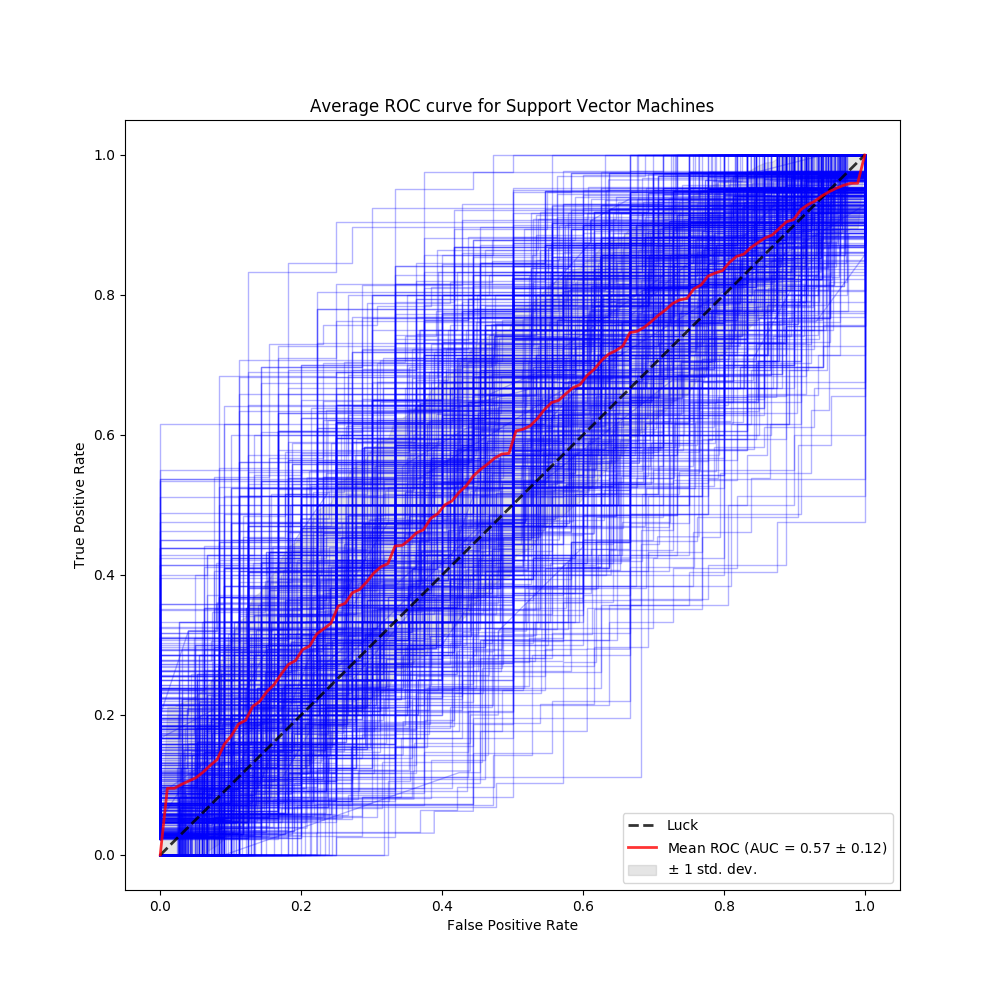 Average ROC curve for Support Vector Machines
True Positive Rate
1.0
0.8
0.6
0.4
0.2
0.0
0.0 0.2 0.4 0.6 0.8 1.0
False Positive Rate
Luck
Mean ROC (AUC = 0.57 ± 0.12)
± 1 std. dev.